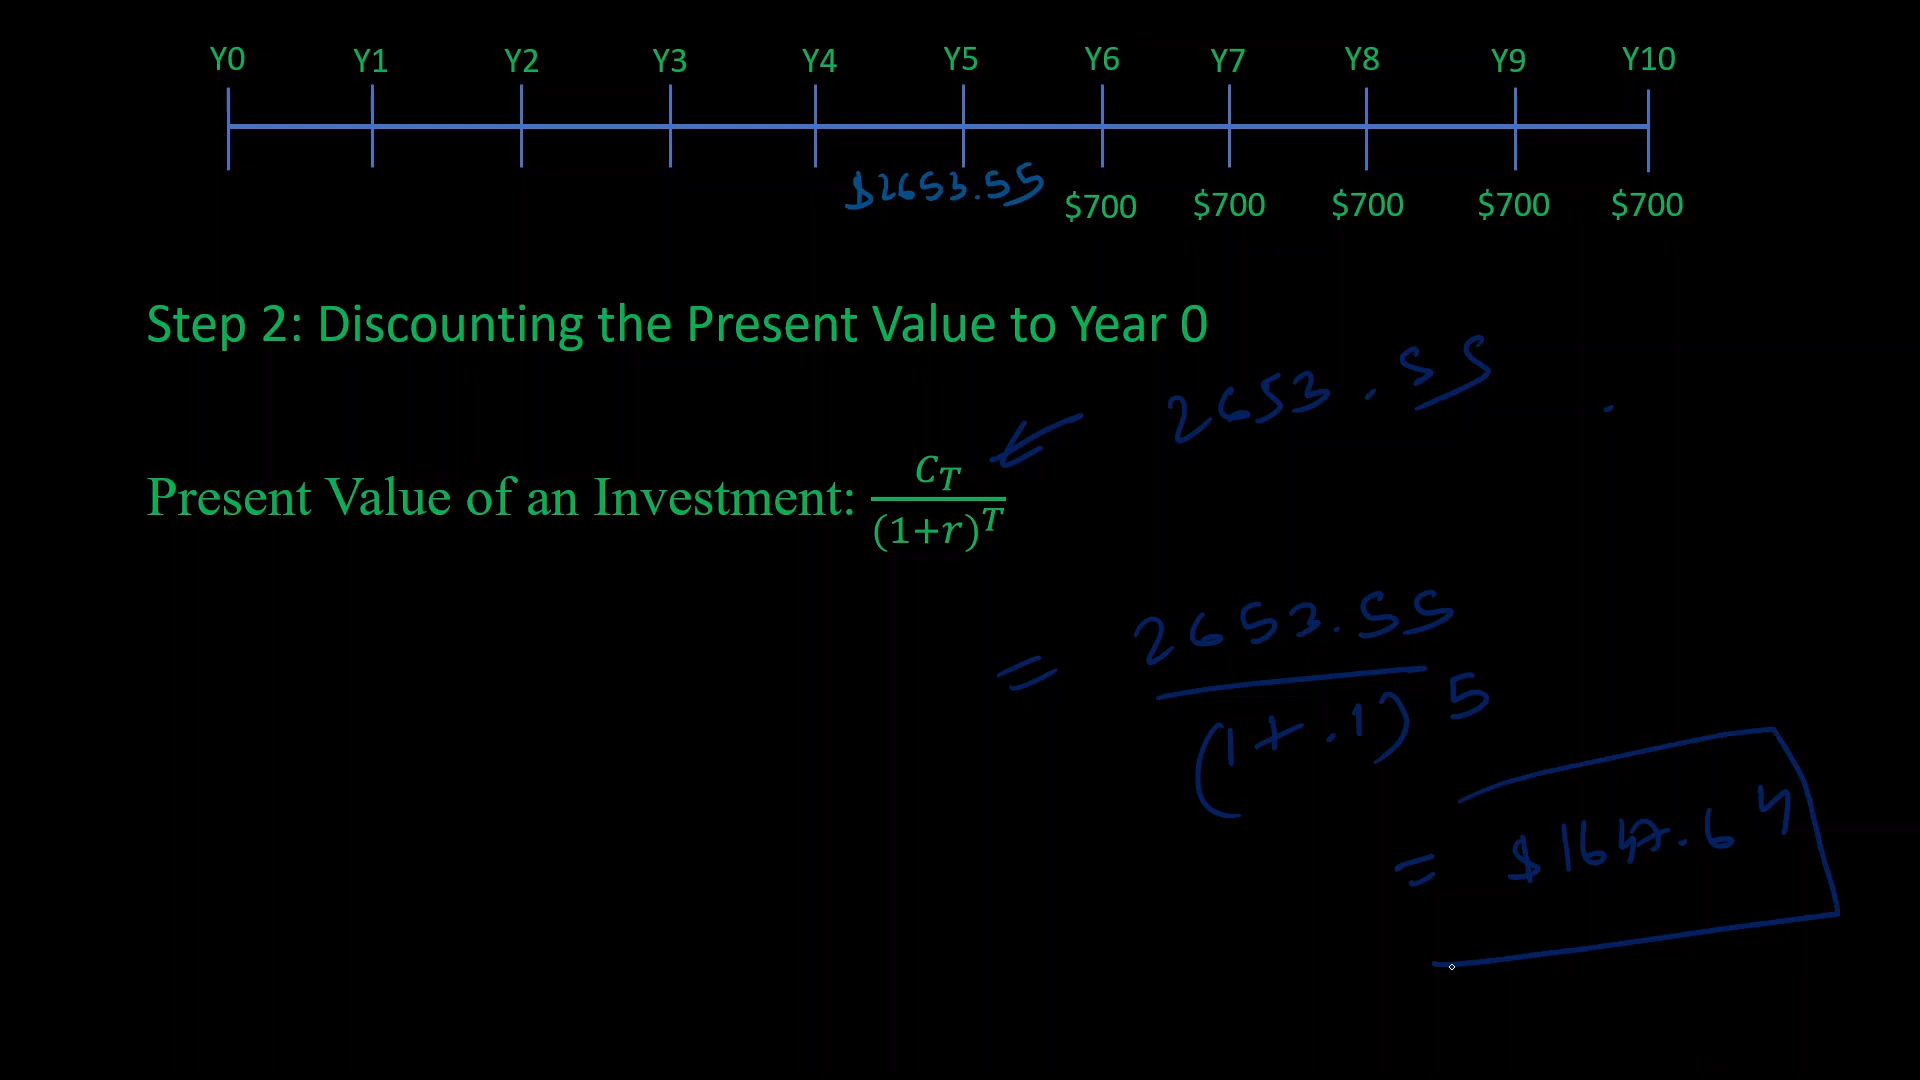 Y0 Y1 Y2 Y3 Y4 Y5 Y6 Y7 Y8 Y9 Y10
$2653.55 $700 $700 $700 $700 $700
Step 2: Discounting the Present Value to Year 0
2653.55
Present Value of an Investment: C_T / (1+r)^T
= 2653.55 / (1+.1)^5
= $1647.64